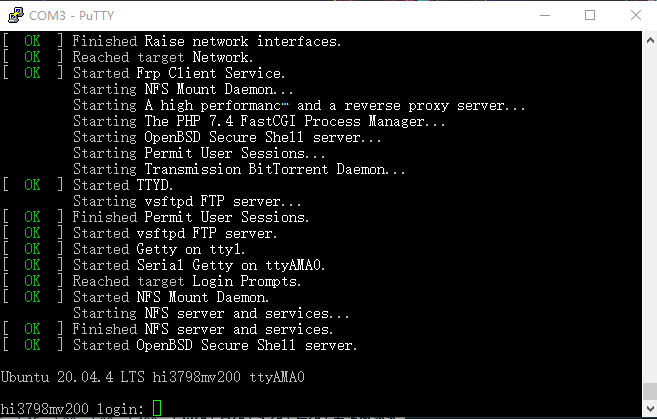 COM3 - PuTTY
[  OK  ] Finished Raise network interfaces.
[  OK  ] Reached target Network.
[  OK  ] Started Frp Client Service.
Starting NFS Mount Daemon...
Starting A high performanc… and a reverse proxy server...
Starting The PHP 7.4 FastCGI Process Manager...
Starting OpenBSD Secure Shell server...
Starting Permit User Sessions...
Starting Transmission BitTorrent Daemon...
[  OK  ] Started TTYD.
Starting vsftpd FTP server...
[  OK  ] Finished Permit User Sessions.
[  OK  ] Started vsftpd FTP server.
[  OK  ] Started Getty on tty1.
[  OK  ] Started Serial Getty on ttyAMA0.
[  OK  ] Reached target Login Prompts.
[  OK  ] Started NFS Mount Daemon.
Starting NFS server and services...
[  OK  ] Finished NFS server and services.
[  OK  ] Started OpenBSD Secure Shell server.
Ubuntu 20.04.4 LTS hi3798mv200 ttyAMA0
hi3798mv200 login: